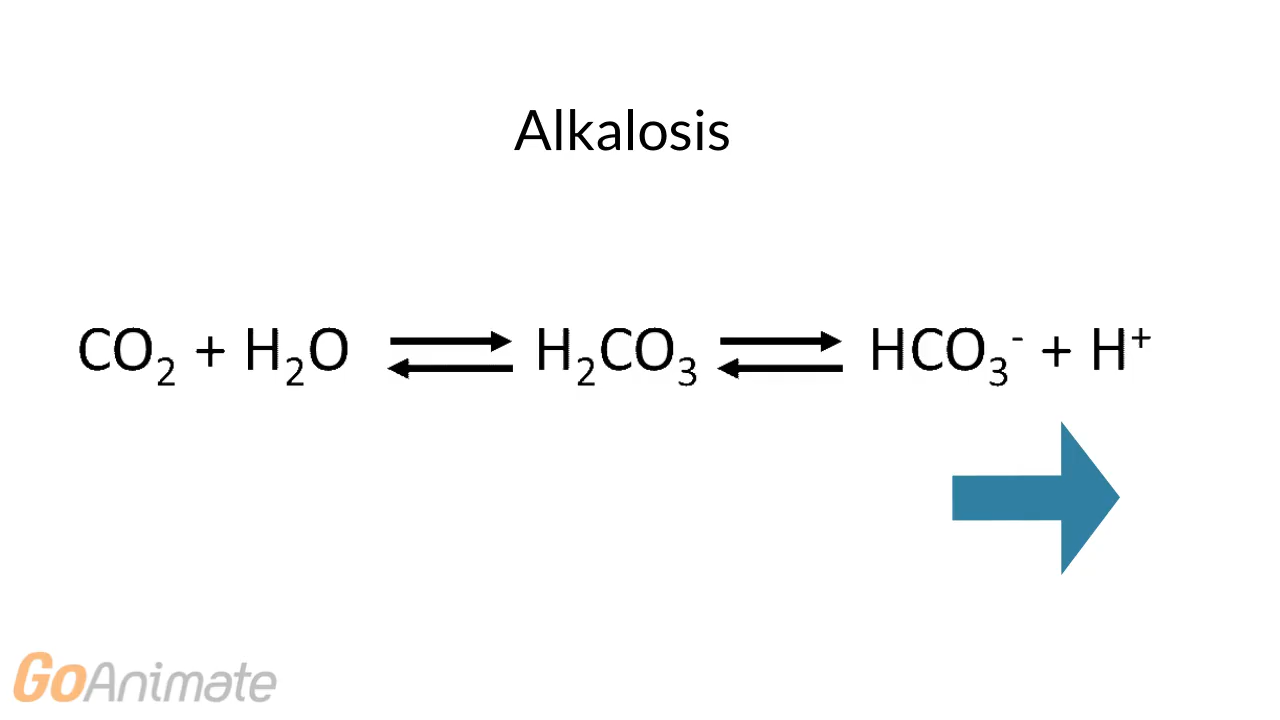 Alkalosis
CO₂ + H₂O ⇌ H₂CO₃ ⇌ HCO₃⁻ + H⁺
GoAnimate